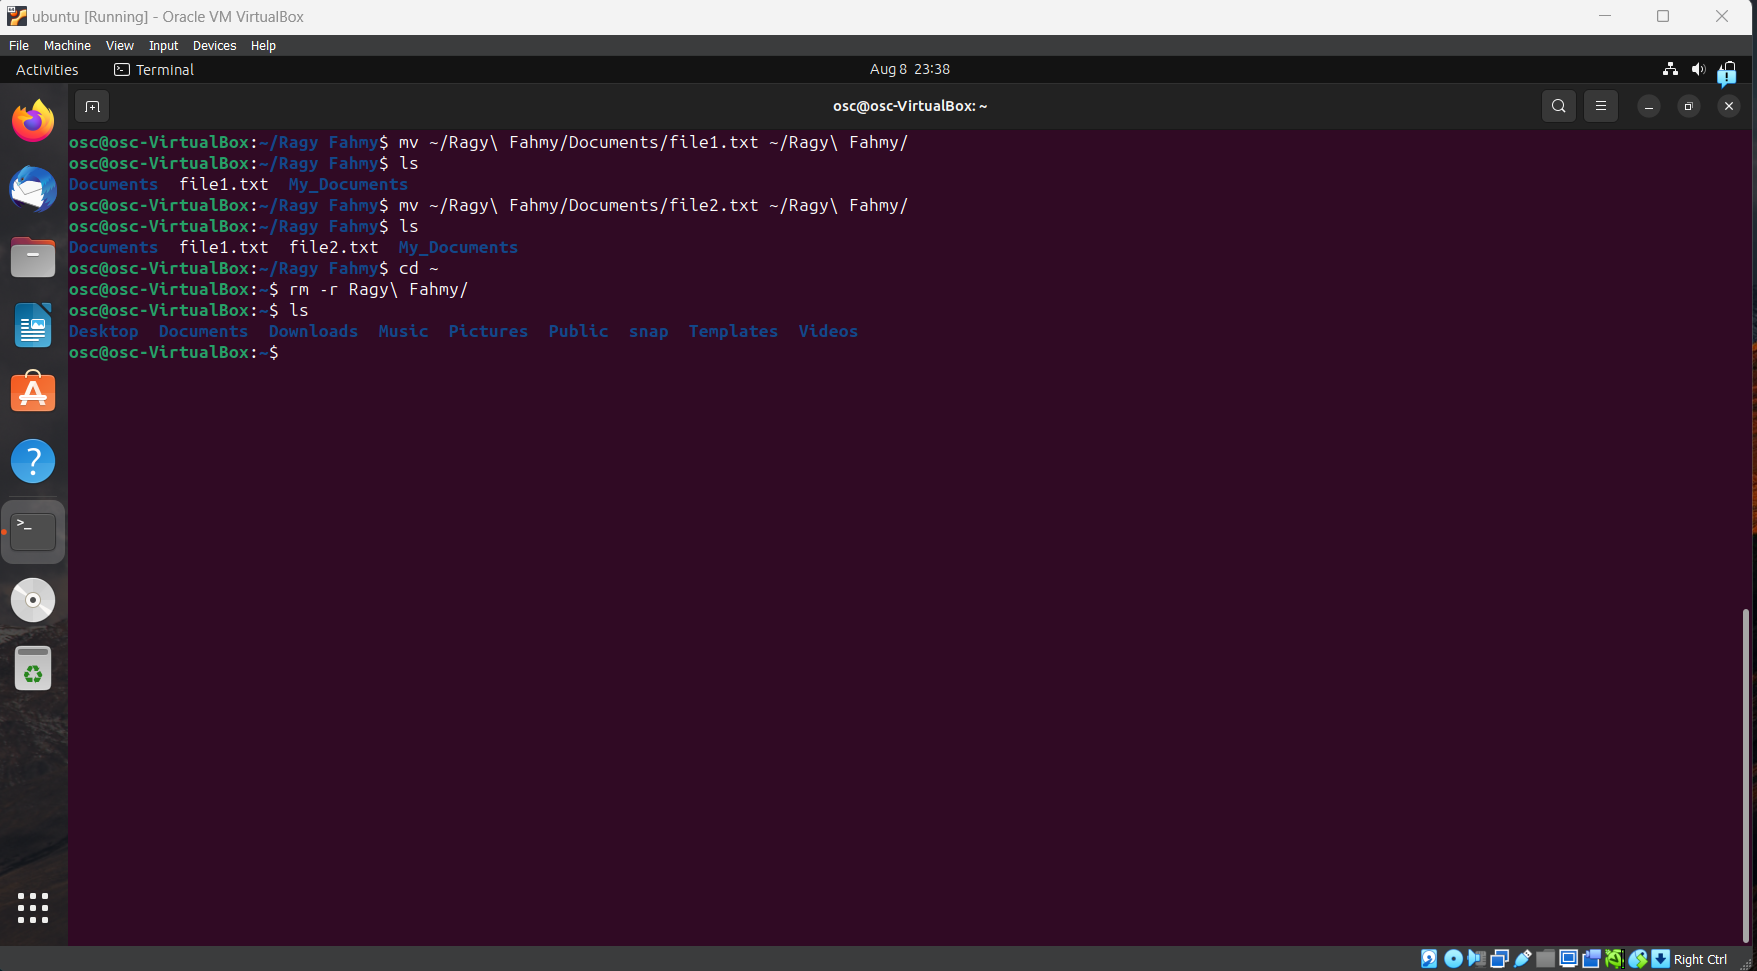 ubuntu [Running] - Oracle VM VirtualBox
File Machine View Input Devices Help
Activities Terminal Aug 8 23:38
osc@osc-VirtualBox: ~
osc@osc-VirtualBox:~/Ragy Fahmy$ mv ~/Ragy\ Fahmy/Documents/file1.txt ~/Ragy\ Fahmy/
osc@osc-VirtualBox:~/Ragy Fahmy$ ls
Documents file1.txt My_Documents
osc@osc-VirtualBox:~/Ragy Fahmy$ mv ~/Ragy\ Fahmy/Documents/file2.txt ~/Ragy\ Fahmy/
osc@osc-VirtualBox:~/Ragy Fahmy$ ls
Documents file1.txt file2.txt My_Documents
osc@osc-VirtualBox:~/Ragy Fahmy$ cd ~
osc@osc-VirtualBox:~$ rm -r Ragy\ Fahmy/
osc@osc-VirtualBox:~$ ls
Desktop Documents Downloads Music Pictures Public snap Templates Videos
osc@osc-VirtualBox:~$
Right Ctrl